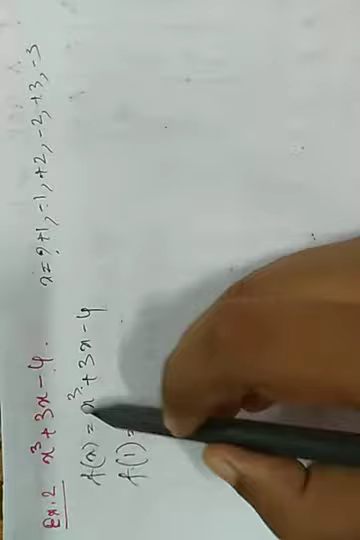 Ex: 2 x³ + 3x - 4. x = +1, -1, +2, -2, +3, -3
f(x) = x³ + 3x - 4
f(1) =